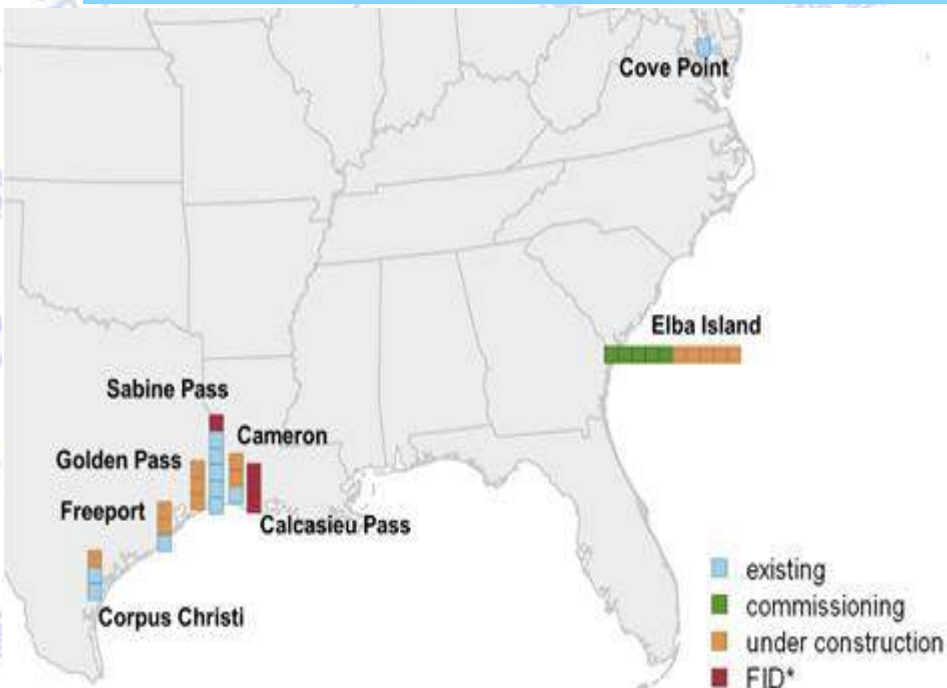 Cove Point
Elba Island
Sabine Pass
Cameron
Golden Pass
Freeport
Calcasieu Pass
Corpus Christi
existing
commissioning
under construction
FID*